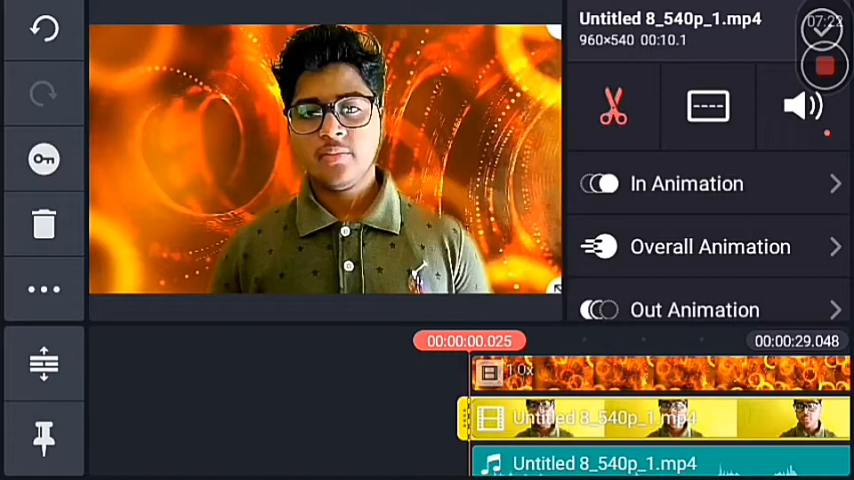 Untitled 8_540p_1.mp4
960×540 00:10.1
07:22
In Animation
Overall Animation
Out Animation
00:00:00.025
00:00:29.048
1.0x
Untitled 8_540p_1.mp4
Untitled 8_540p_1.mp4